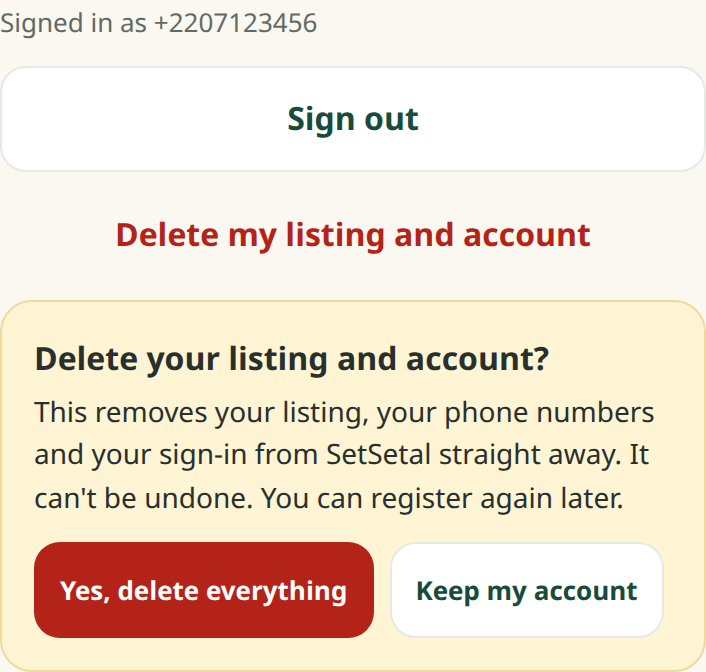 Signed in as +2207123456
Sign out
Delete my listing and account
Delete your listing and account?
This removes your listing, your phone numbers
and your sign-in from SetSetal straight away. It
can't be undone. You can register again later.
Yes, delete everything
Keep my account